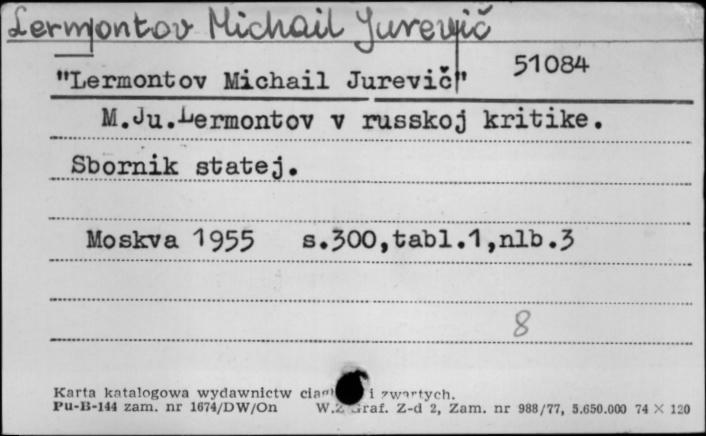 Lermontov Michail Jurevič
51084
"Lermontov Michail Jurevič"
M.Ju.Lermontov v russkoj kritike.
Sbornik statej.
Moskva 1955 s.300,tabl.1,nlb.3
8
Karta katalogowa wydawnictw i zwartych.
Pu-B-144 zam. nr 1674/DW/On W.Z Graf. Z-d 2, Zam. nr 988/77, 5.650.000 74 × 120